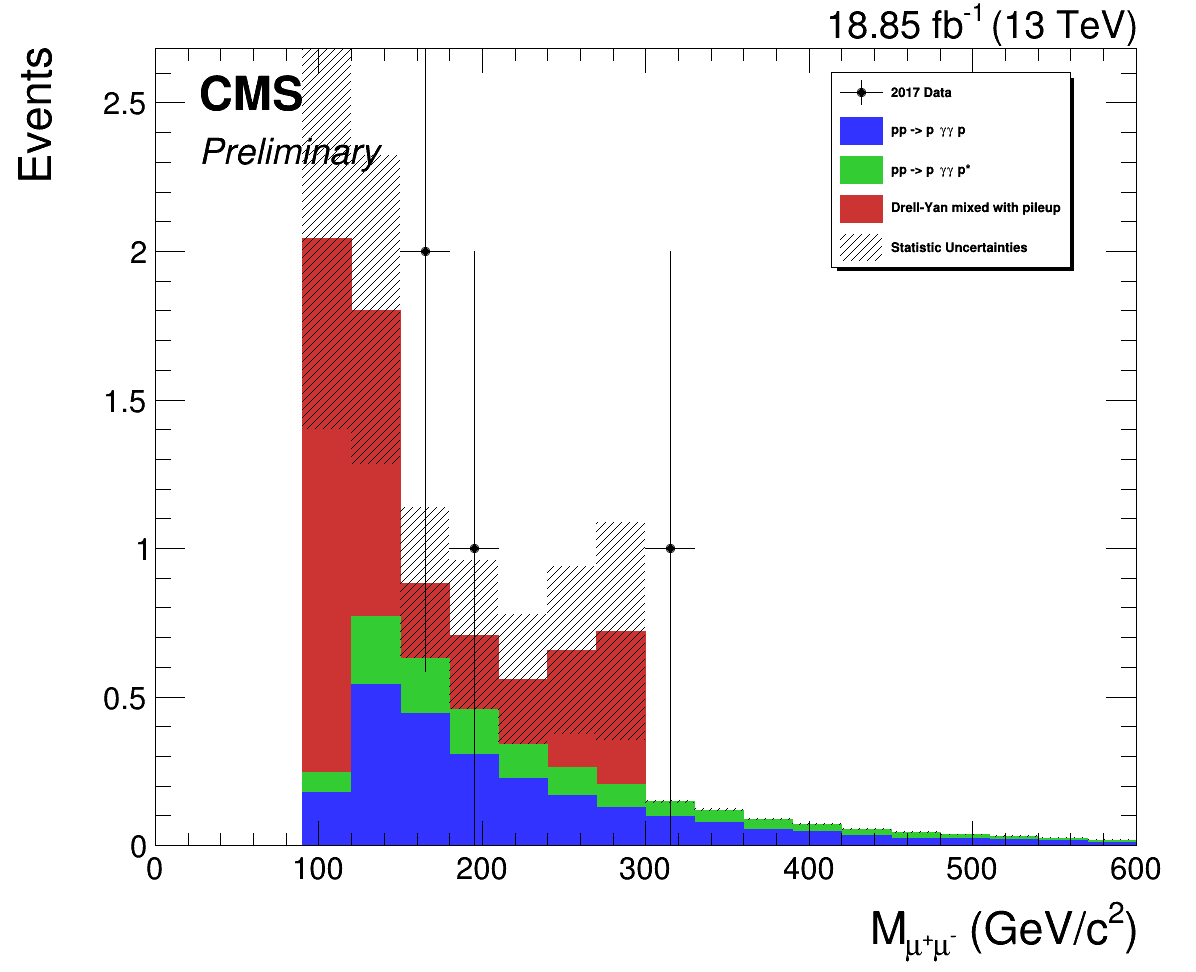 18.85 fb⁻¹ (13 TeV)
Events
CMS
Preliminary
2017 Data
pp -> p γγ p
pp -> p γγ p*
Drell-Yan mixed with pileup
Statistic Uncertainties
2.5
2
1.5
1
0.5
0
0 100 200 300 400 500 600
M_μ⁺μ⁻ (GeV/c²)